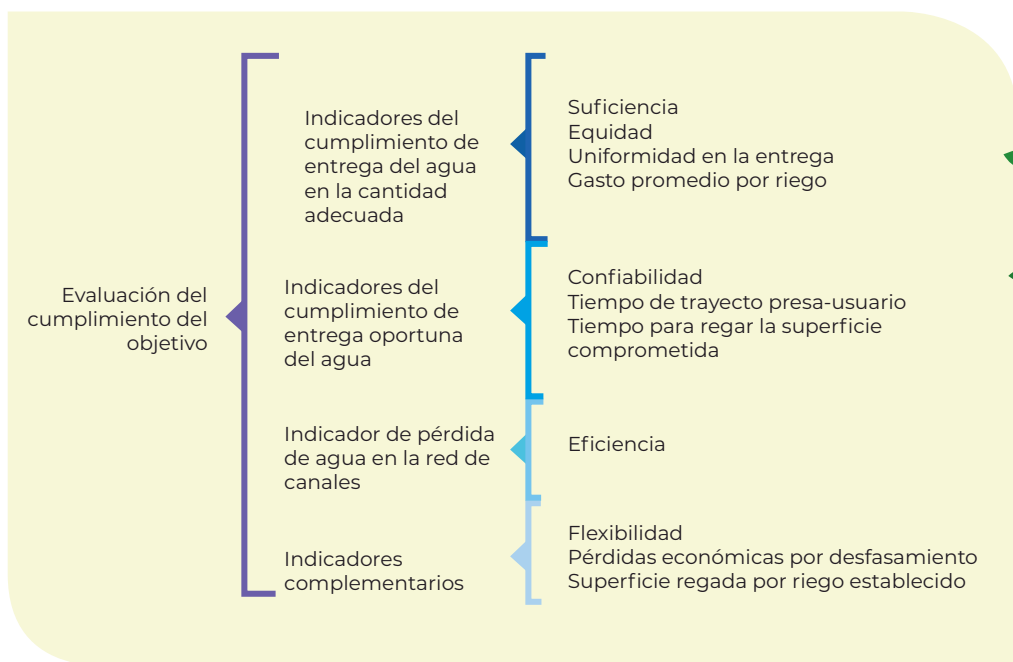 Evaluación del
cumplimiento del
objetivo
Indicadores del
cumplimiento de
entrega del agua
en la cantidad
adecuada
Suficiencia
Equidad
Uniformidad en la entrega
Gasto promedio por riego
Indicadores del
cumplimiento de
entrega oportuna
del agua
Confiabilidad
Tiempo de trayecto presa-usuario
Tiempo para regar la superficie
comprometida
Indicador de pérdida
de agua en la red de
canales
Eficiencia
Indicadores
complementarios
Flexibilidad
Pérdidas económicas por desfasamiento
Superficie regada por riego establecido